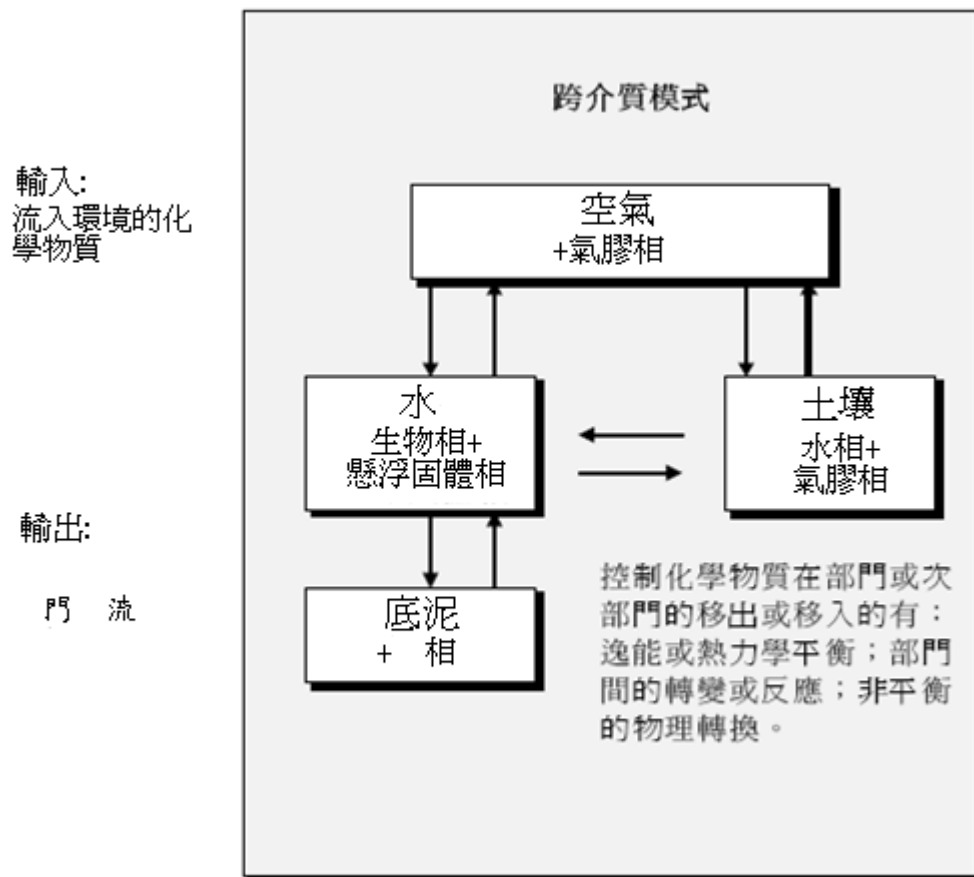 跨介質模式
輸入:
流入環境的化
學物質
空氣
+氣膠相
水
生物相+
懸浮固體相
土壤
水相+
氣膠相
輸出:
門 流
底泥
+ 相
控制化學物質在部門或次
部門的移出或移入的有：
逸能或熱力學平衡；部門
間的轉變或反應；非平衡
的物理轉換。